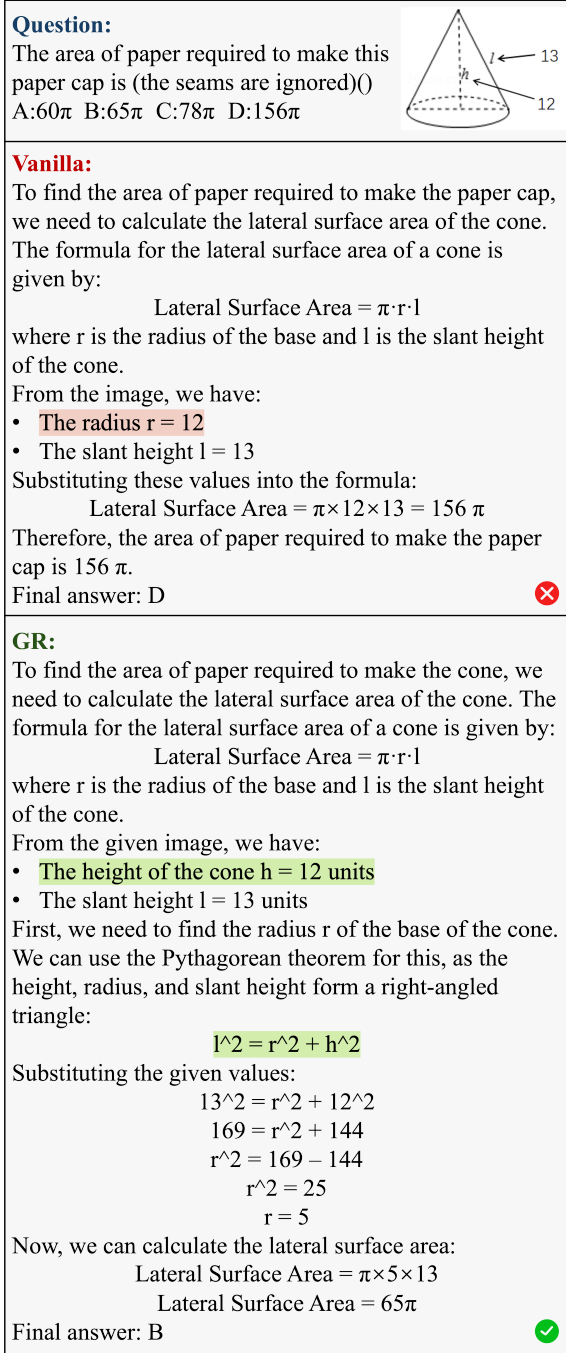 Question:
The area of paper required to make this
paper cap is (the seams are ignored)()
A:60π B:65π C:78π D:156π
l
13
h
12
Vanilla:
To find the area of paper required to make the paper cap,
we need to calculate the lateral surface area of the cone.
The formula for the lateral surface area of a cone is
given by:
Lateral Surface Area = π·r·l
where r is the radius of the base and l is the slant height
of the cone.
From the image, we have:
• The radius r = 12
• The slant height l = 13
Substituting these values into the formula:
Lateral Surface Area = π×12×13 = 156 π
Therefore, the area of paper required to make the paper
cap is 156 π.
Final answer: D
GR:
To find the area of paper required to make the cone, we
need to calculate the lateral surface area of the cone. The
formula for the lateral surface area of a cone is given by:
Lateral Surface Area = π·r·l
where r is the radius of the base and l is the slant height
of the cone.
From the given image, we have:
• The height of the cone h = 12 units
• The slant height l = 13 units
First, we need to find the radius r of the base of the cone.
We can use the Pythagorean theorem for this, as the
height, radius, and slant height form a right-angled
triangle:
l^2 = r^2 + h^2
Substituting the given values:
13^2 = r^2 + 12^2
169 = r^2 + 144
r^2 = 169 – 144
r^2 = 25
r = 5
Now, we can calculate the lateral surface area:
Lateral Surface Area = π×5×13
Lateral Surface Area = 65π
Final answer: B